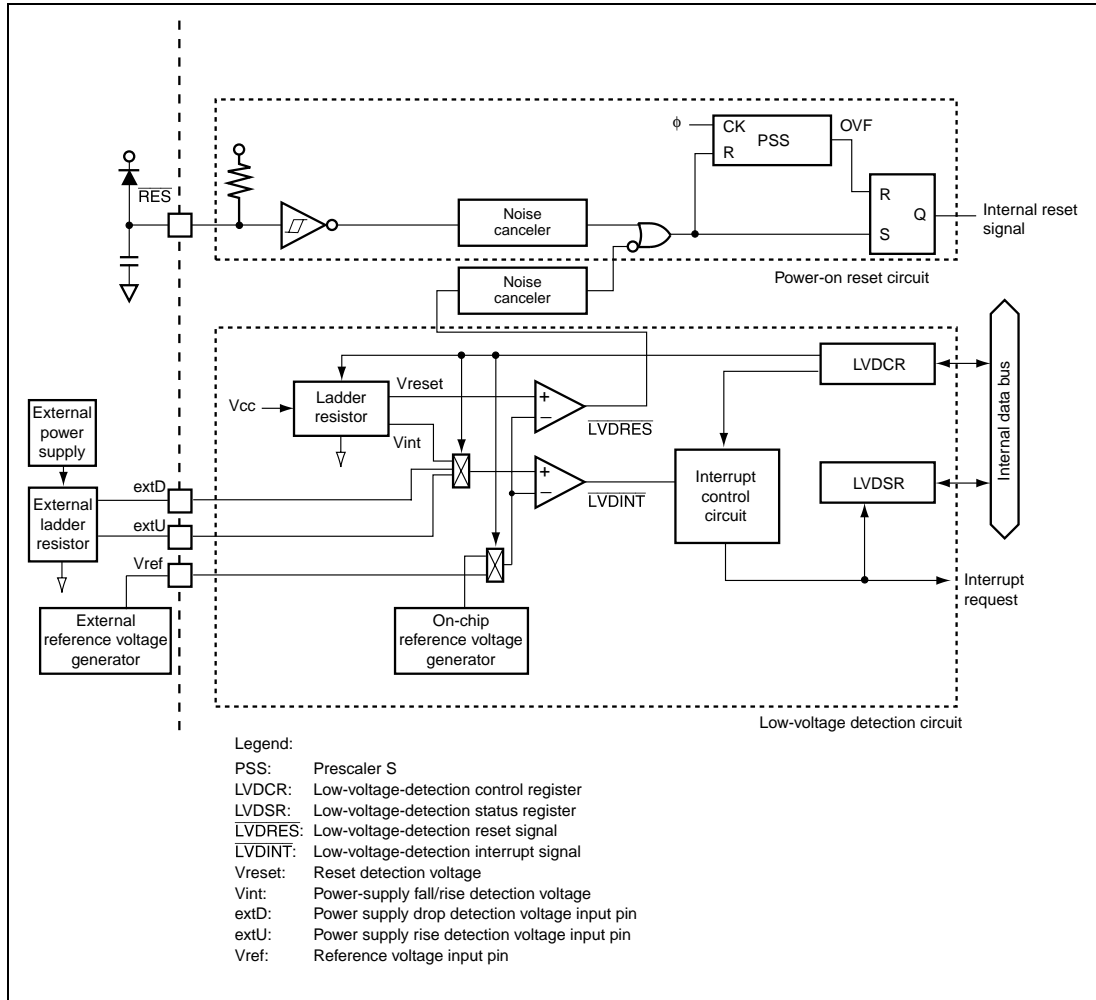 φ
CK
PSS
R
OVF
RES
Noise
canceler
R
Q
S
Internal reset
signal
Power-on reset circuit
Noise
canceler
LVDCR
Internal data bus
Vreset
Vcc
Ladder
resistor
+
−
LVDRES
External
power
supply
Vint
+
−
LVDINT
Interrupt
control
circuit
LVDSR
extD
External
ladder
resistor
extU
Vref
Interrupt
request
External
reference voltage
generator
On-chip
reference voltage
generator
Low-voltage detection circuit
Legend:
PSS: Prescaler S
LVDCR: Low-voltage-detection control register
LVDSR: Low-voltage-detection status register
LVDRES: Low-voltage-detection reset signal
LVDINT: Low-voltage-detection interrupt signal
Vreset: Reset detection voltage
Vint: Power-supply fall/rise detection voltage
extD: Power supply drop detection voltage input pin
extU: Power supply rise detection voltage input pin
Vref: Reference voltage input pin